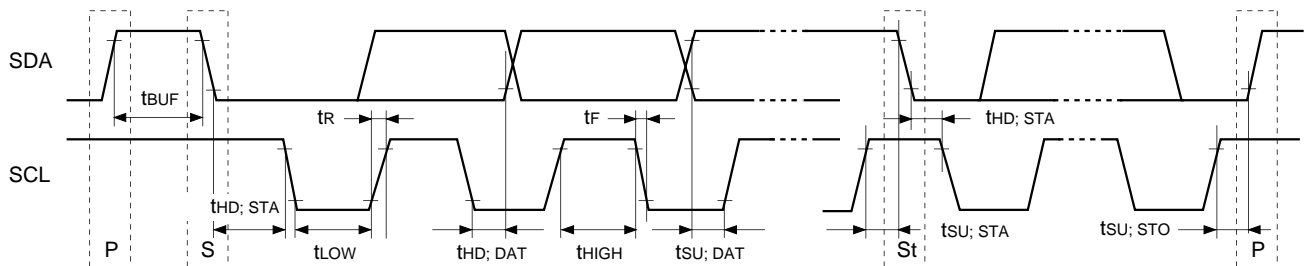 SDA
tBUF
tR
tF
tHD; STA
SCL
tHD; STA
tLOW
tHD; DAT
tHIGH
tSU; DAT
tSU; STA
tSU; STO
P
S
St
P